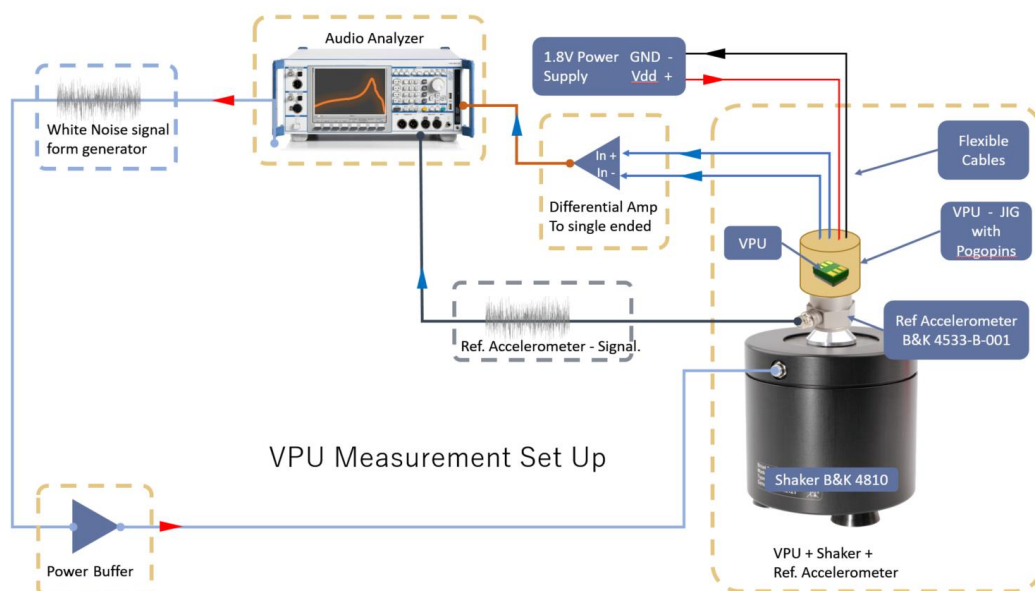 Audio Analyzer
1.8V Power GND -
Supply Vdd +
White Noise signal
form generator
In +
In -
Differential Amp
To single ended
Flexible
Cables
VPU - JIG
with
Pogopins
VPU
Ref Accelerometer
B&K 4533-B-001
Ref. Accelerometer - Signal.
VPU Measurement Set Up
Shaker B&K 4810
Power Buffer
VPU + Shaker +
Ref. Accelerometer